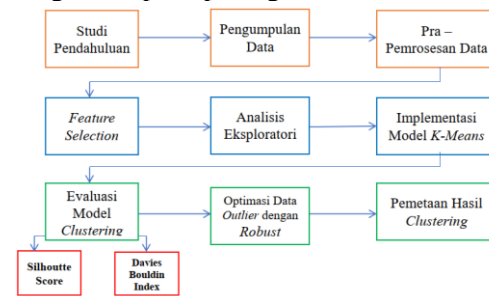 Studi
Pendahuluan
Pengumpulan
Data
Pra –
Pemrosesan Data
Feature
Selection
Analisis
Eksploratori
Implementasi
Model K-Means
Evaluasi
Model
Clustering
Optimasi Data
Outlier dengan
Robust
Pemetaan Hasil
Clustering
Silhoutte
Score
Davies
Bouldin
Index